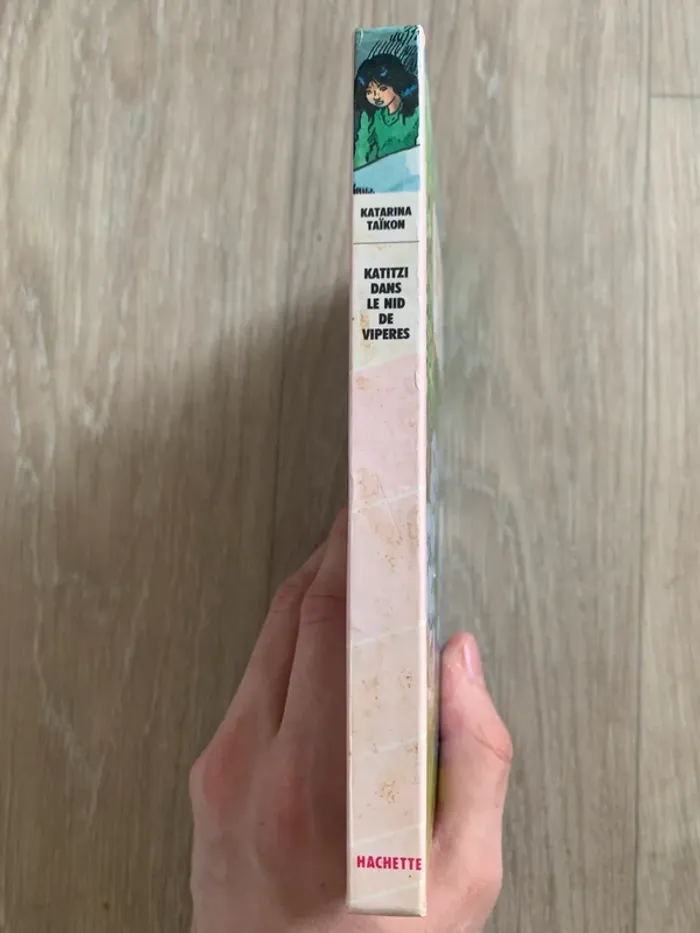 KATARINA
TAÏKON
KATITZI
DANS
LE NID
DE
VIPERES
HACHETTE